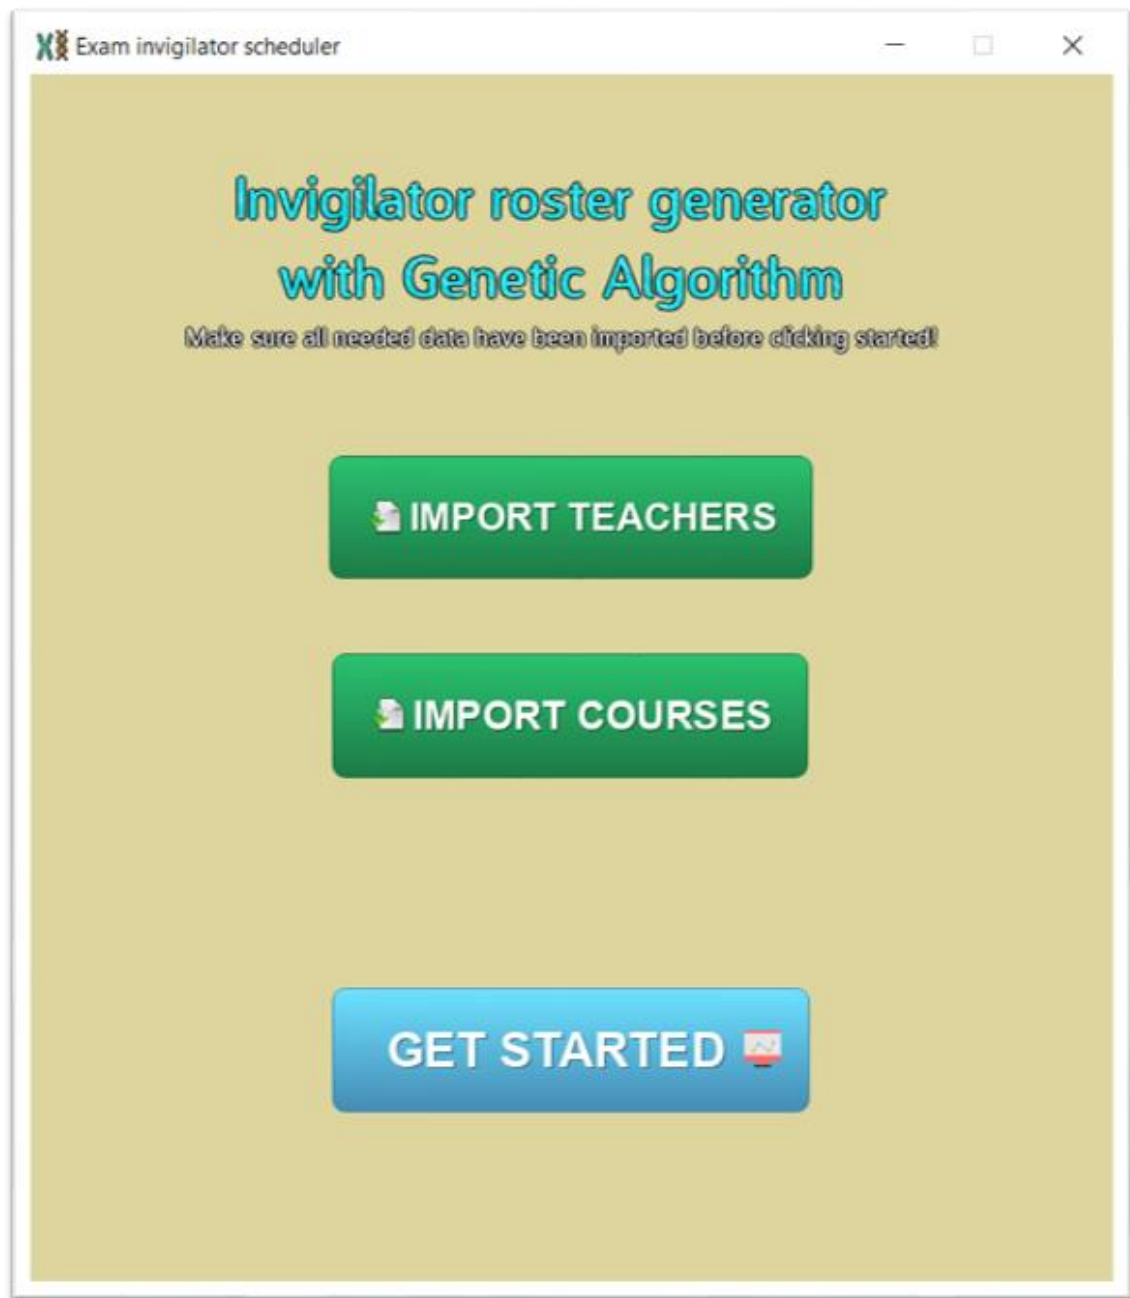 Exam invigilator scheduler
Invigilator roster generator
with Genetic Algorithm
Make sure all needed data have been imported before clicking started!
IMPORT TEACHERS
IMPORT COURSES
GET STARTED